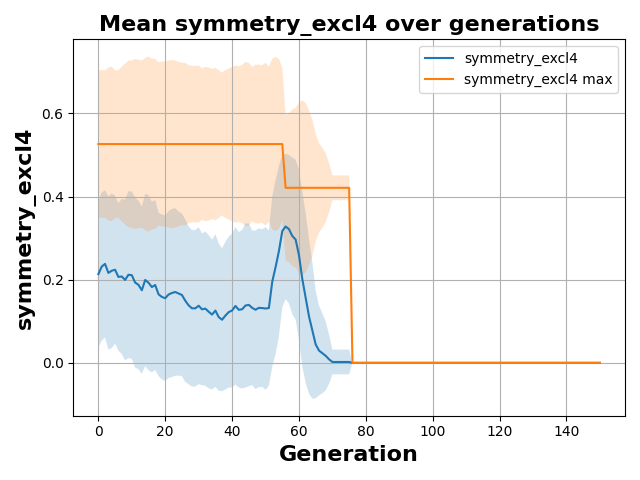 Mean symmetry_excl4 over generations
symmetry_excl4
symmetry_excl4 max
symmetry_excl4
0.6
0.4
0.2
0.0
0 20 40 60 80 100 120 140
Generation